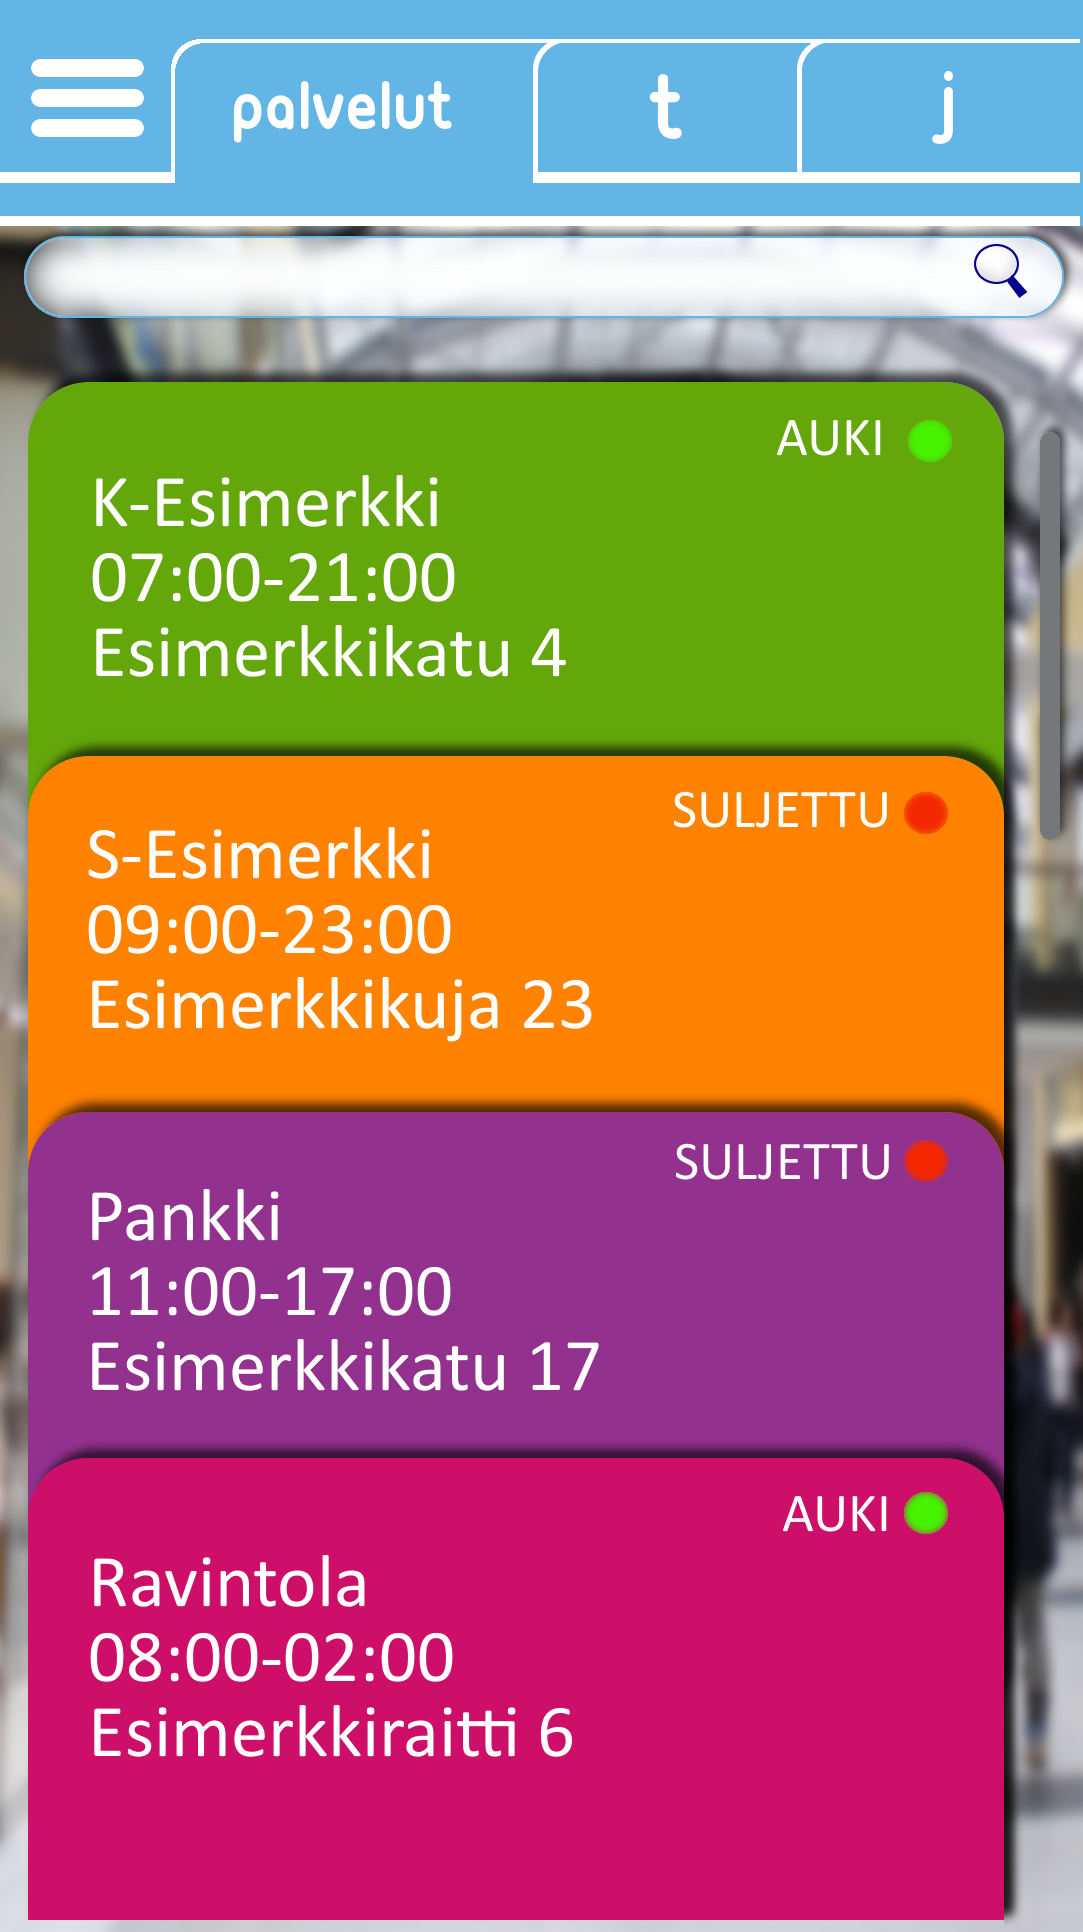 palvelut
t
j
AUKI
K-Esimerkki
07:00-21:00
Esimerkkikatu 4
SULJETTU
S-Esimerkki
09:00-23:00
Esimerkkikuja 23
SULJETTU
Pankki
11:00-17:00
Esimerkkikatu 17
AUKI
Ravintola
08:00-02:00
Esimerkkiraitti 6